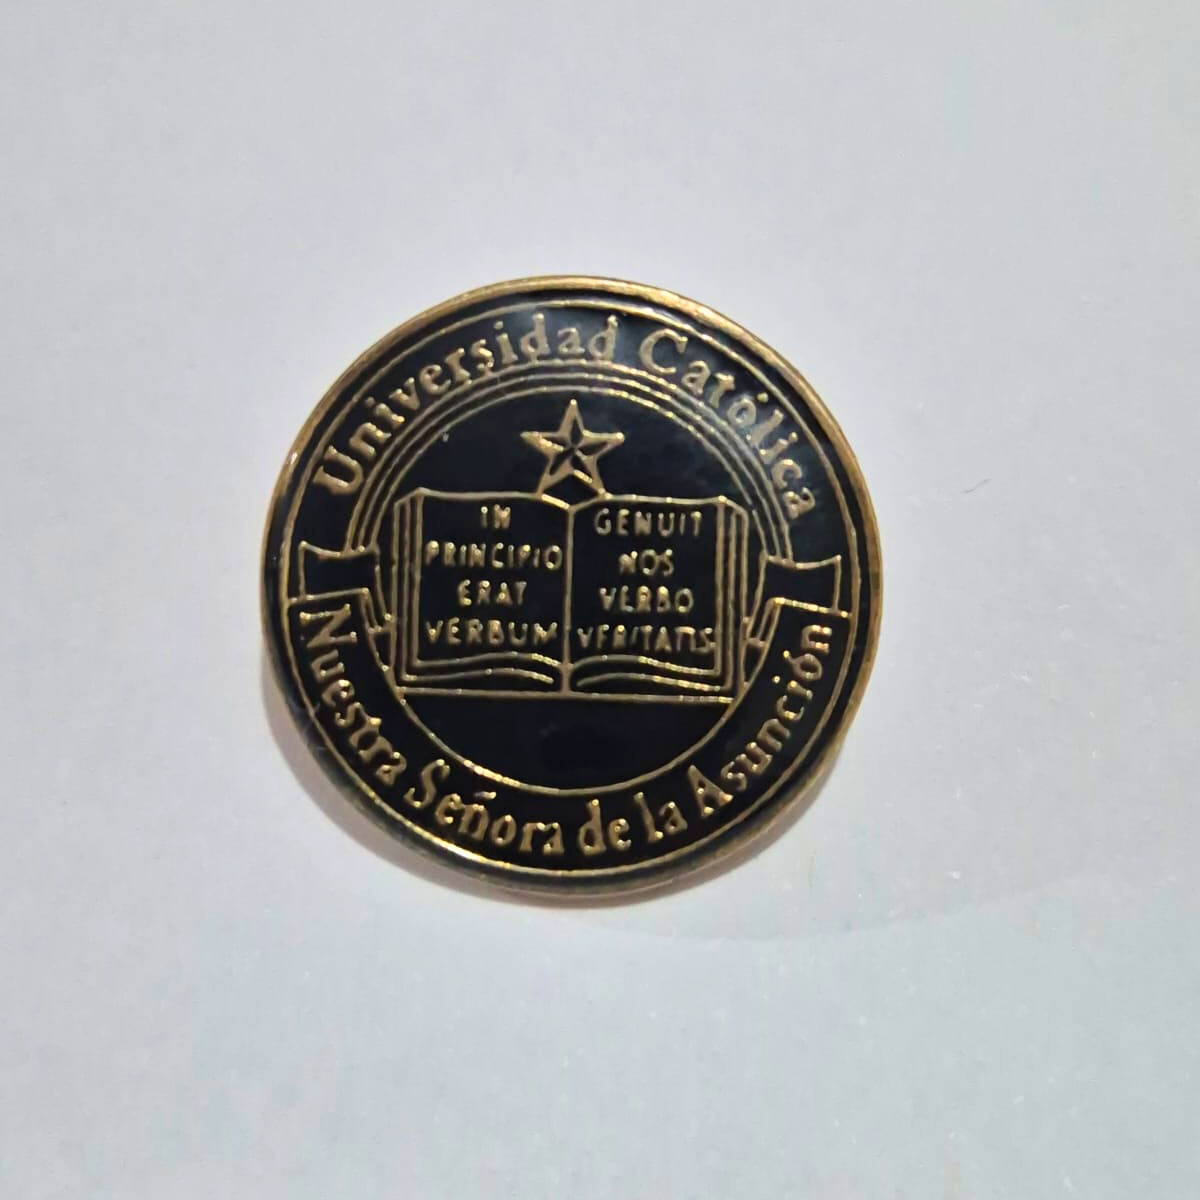 Universidad Católica
IN
PRINCIPIO
ERAT
VERBUM
GENUIT
NOS
VERBO
VERITATIS
Nuestra Señora de la Asunción